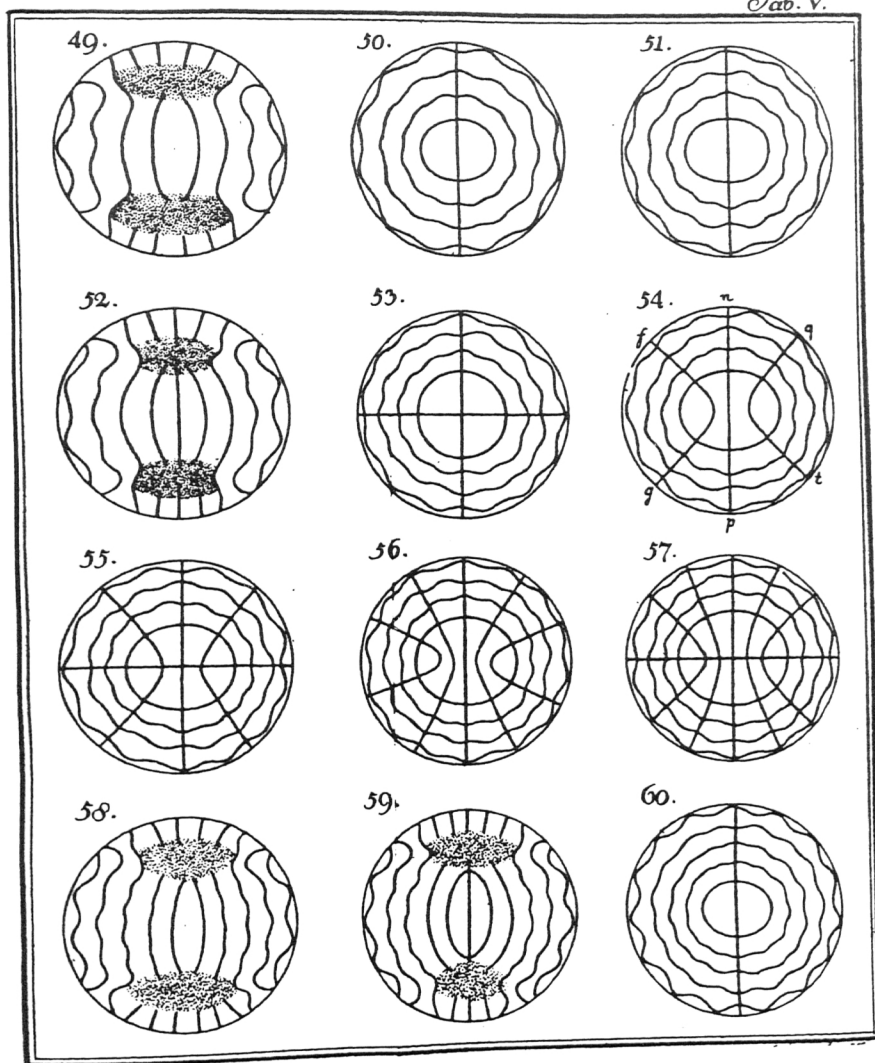 Tab. V.
49. 50. 51.
52. 53. 54.
n
f q
g t
p
55. 56. 57.
58. 59. 60.